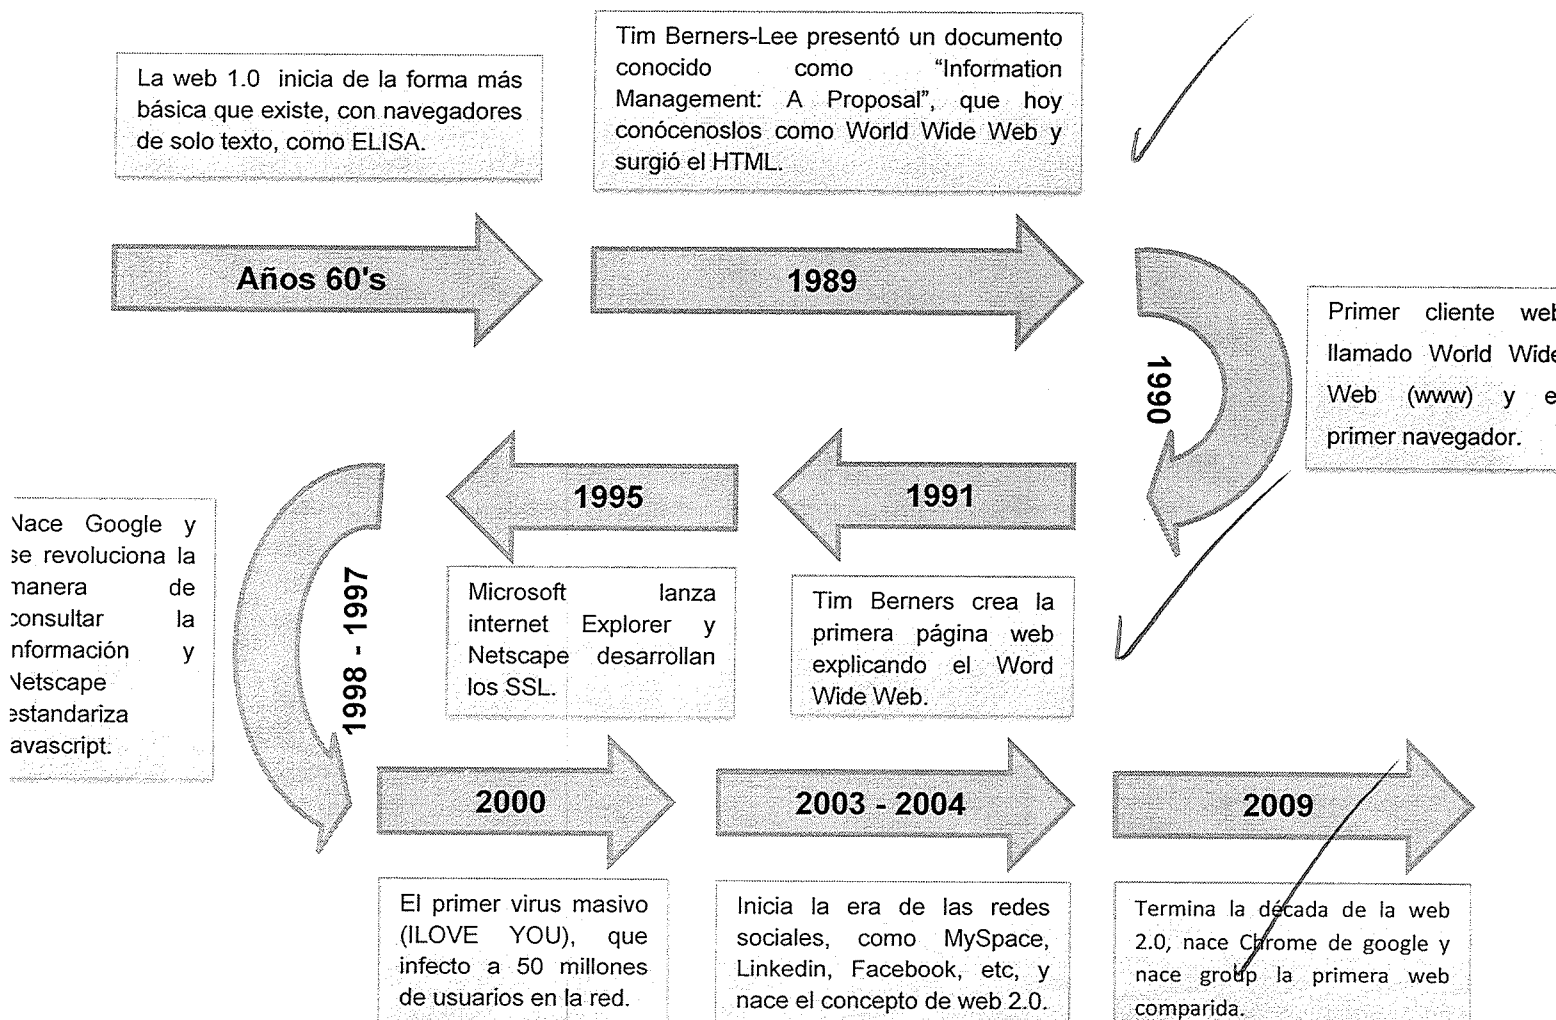 La web 1.0 inicia de la forma más
básica que existe, con navegadores
de solo texto, como ELISA.
Tim Berners-Lee presentó un documento
conocido como “Information
Management: A Proposal”, que hoy
conócenoslos como World Wide Web y
surgió el HTML.
Años 60's
1989
1990
Primer cliente web
llamado World Wide
Web (www) y e
primer navegador.
1991
Tim Berners crea la
primera página web
explicando el Word
Wide Web.
1995
Microsoft lanza
internet Explorer y
Netscape desarrollan
los SSL.
1998 - 1997
Nace Google y
se revoluciona la
manera de
consultar la
nformación y
Netscape
estandariza
avascript.
2000
El primer virus masivo
(ILOVE YOU), que
infecto a 50 millones
de usuarios en la red.
2003 - 2004
Inicia la era de las redes
sociales, como MySpace,
Linkedin, Facebook, etc, y
nace el concepto de web 2.0.
2009
Termina la década de la web
2.0, nace Chrome de google y
nace group la primera web
comparida.